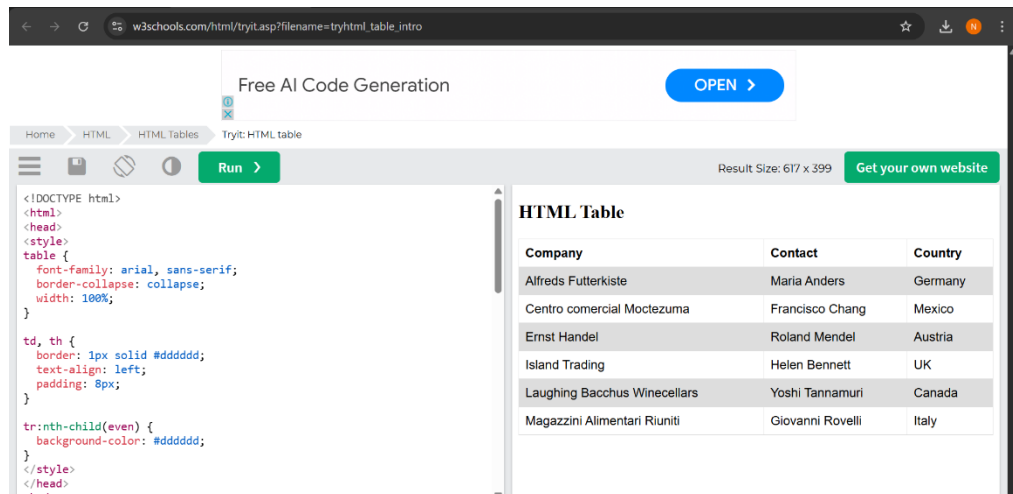 w3schools.com/html/tryit.asp?filename=tryhtml_table_intro
N
Free AI Code Generation
OPEN
Home HTML HTML Tables Tryit: HTML table
Run Result Size: 617 x 399 Get your own website
<!DOCTYPE html>
<html>
<head>
<style>
table {
  font-family: arial, sans-serif;
  border-collapse: collapse;
  width: 100%;
}

td, th {
  border: 1px solid #dddddd;
  text-align: left;
  padding: 8px;
}

tr:nth-child(even) {
  background-color: #dddddd;
}
</style>
</head>
HTML Table
Company Contact Country
Alfreds Futterkiste Maria Anders Germany
Centro comercial Moctezuma Francisco Chang Mexico
Ernst Handel Roland Mendel Austria
Island Trading Helen Bennett UK
Laughing Bacchus Winecellars Yoshi Tannamuri Canada
Magazzini Alimentari Riuniti Giovanni Rovelli Italy